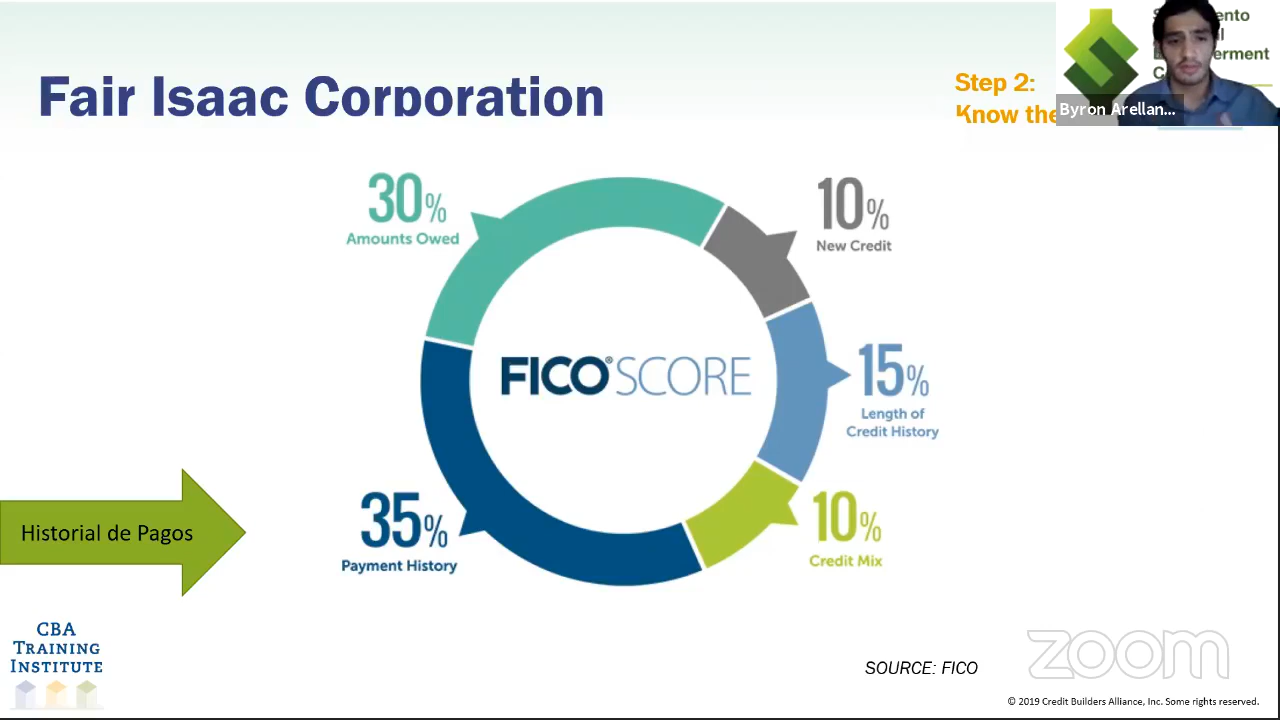 Fair Isaac Corporation
Step 2:
Know the
Byron Arellan...
30%
Amounts Owed
10%
New Credit
FICO® SCORE
15%
Length of
Credit History
Historial de Pagos
35%
Payment History
10%
Credit Mix
CBA
TRAINING
INSTITUTE
SOURCE: FICO
zoom
© 2019 Credit Builders Alliance, Inc. Some rights reserved.